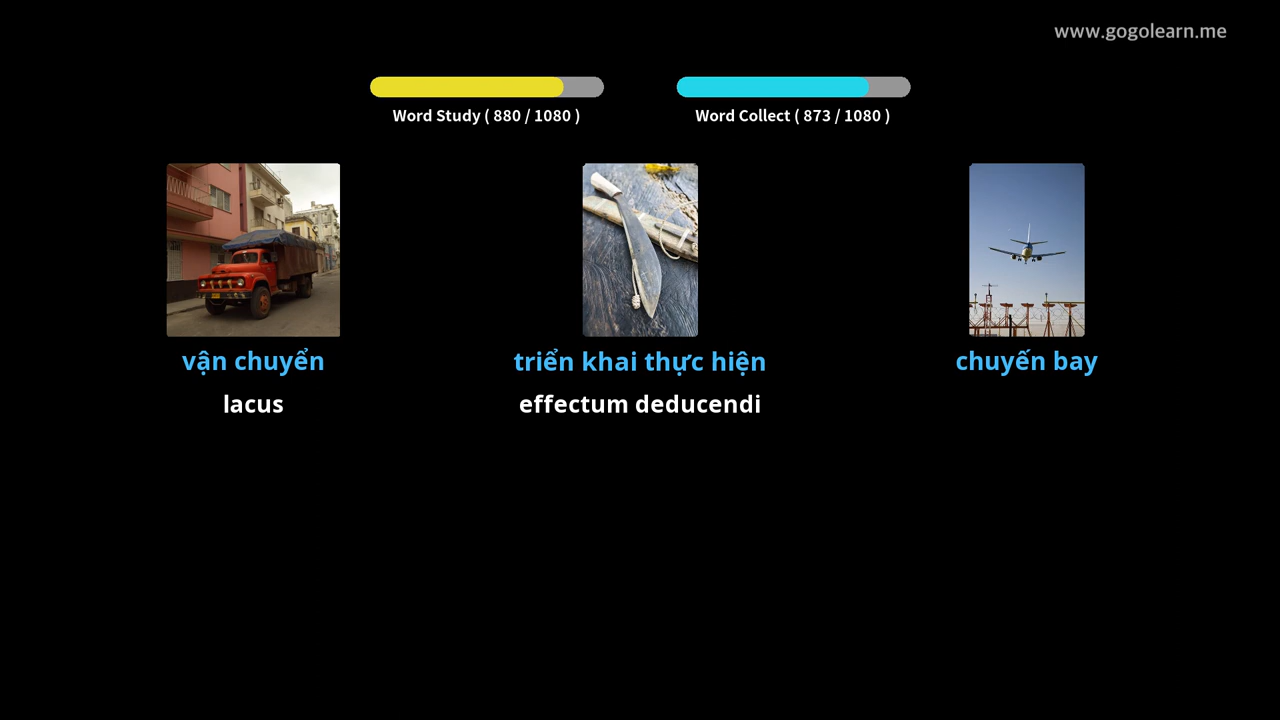 www.gogolearn.me
Word Study ( 880 / 1080 )
Word Collect ( 873 / 1080 )
vận chuyển
triển khai thực hiện
chuyến bay
lacus
effectum deducendi